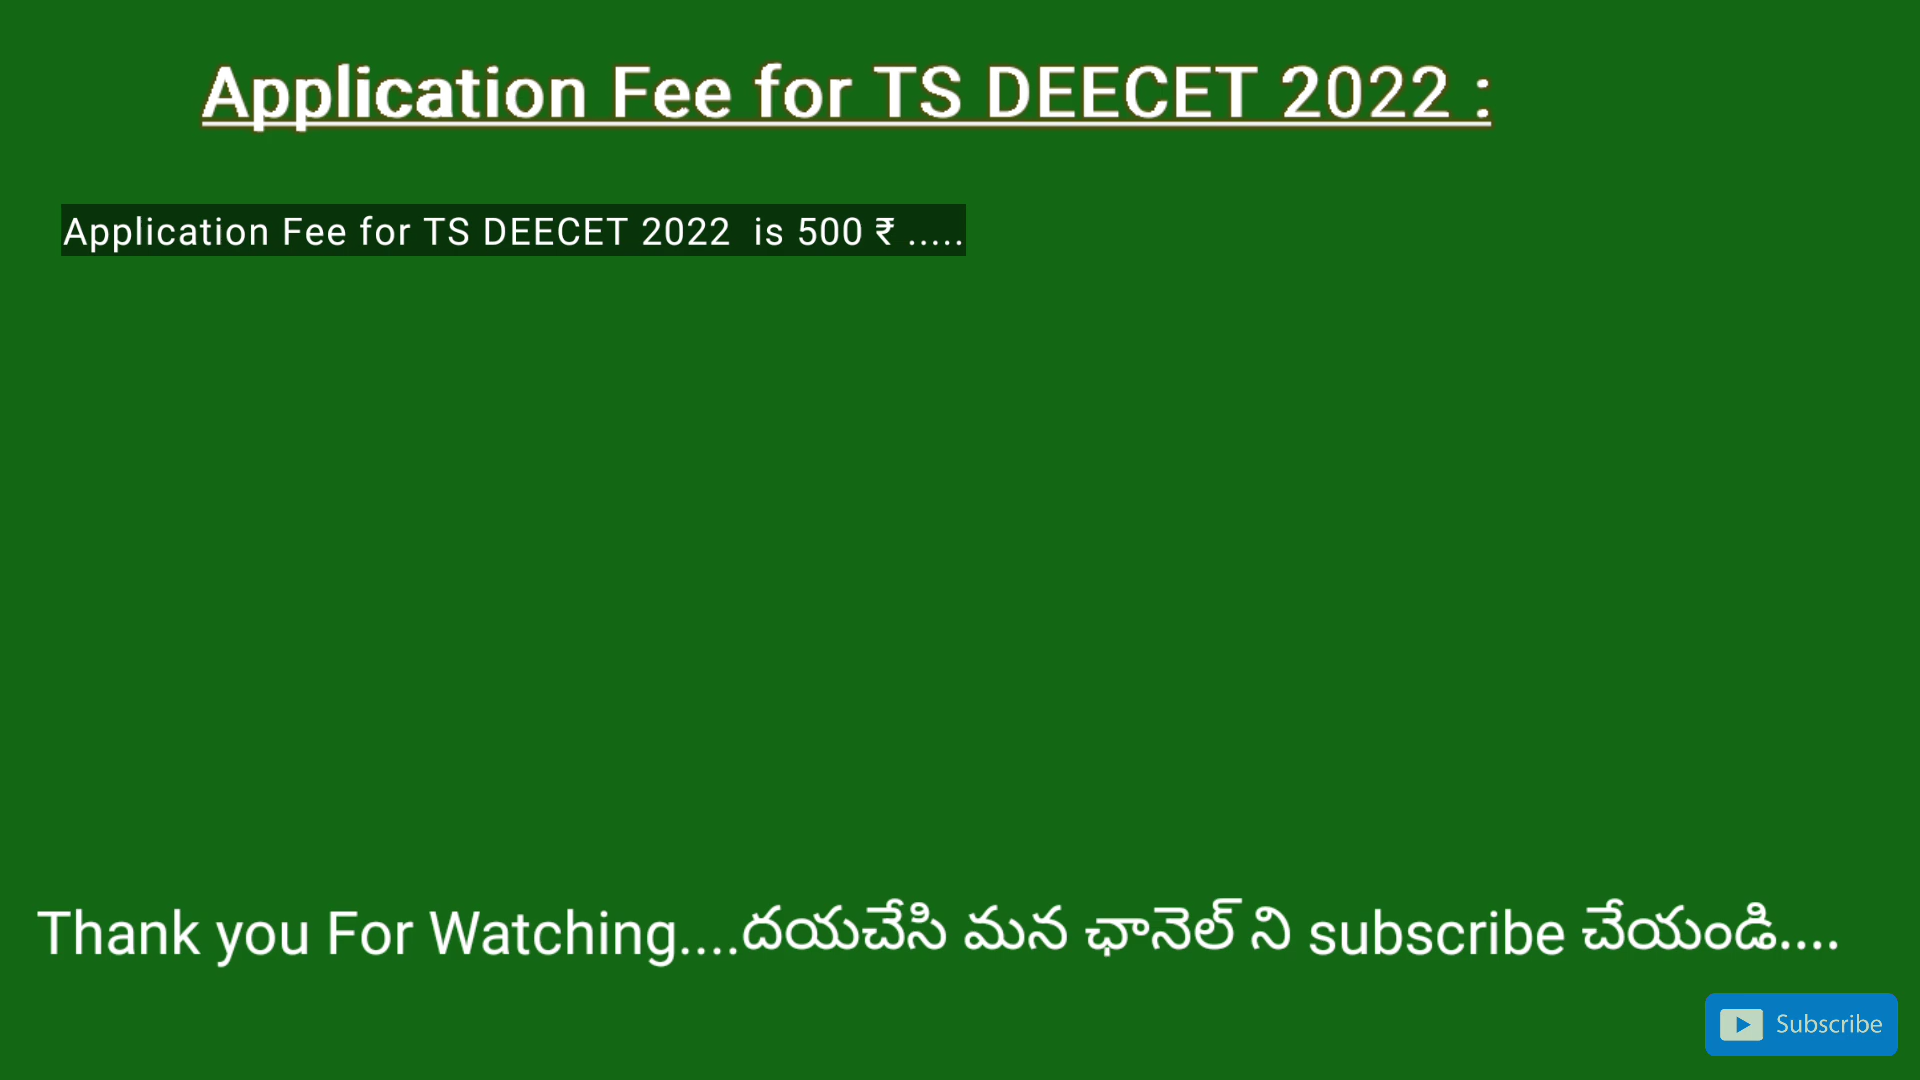 Application Fee for TS DEECET 2022 :
Application Fee for TS DEECET 2022  is 500 ₹ .....
Thank you For Watching....దయచేసి మన ఛానెల్ ని subscribe చేయండి....
Subscribe